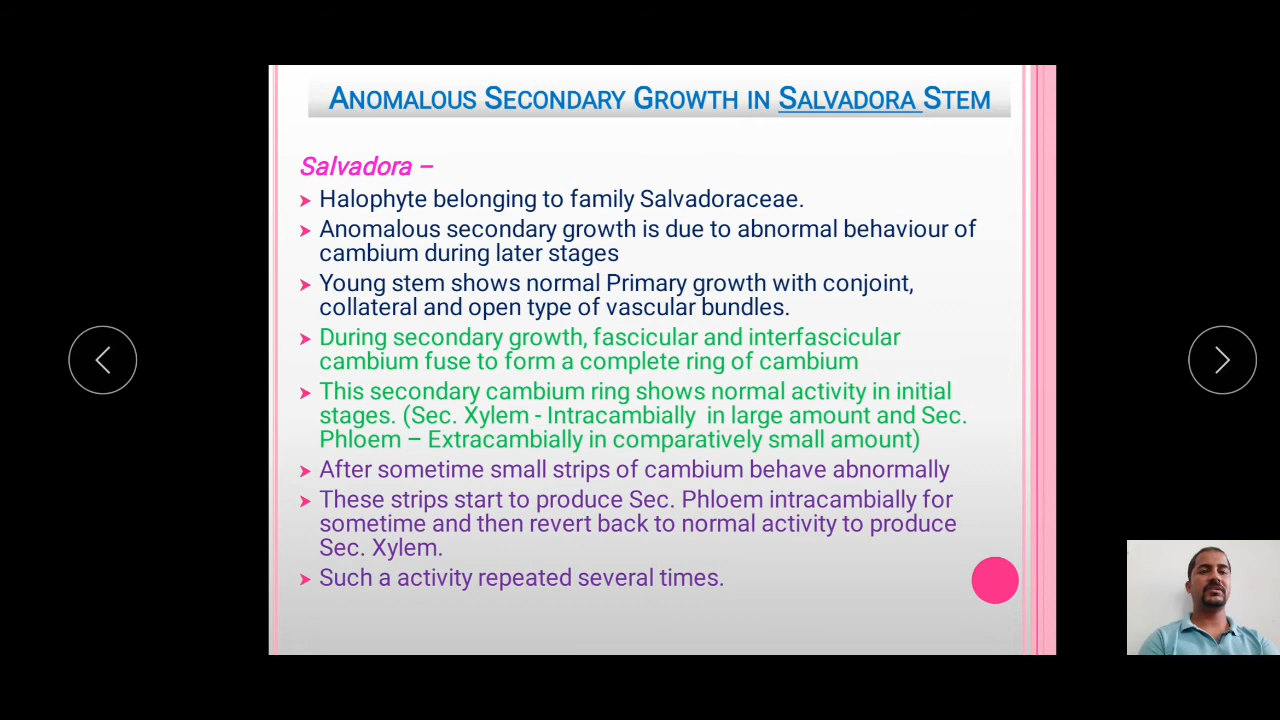 ANOMALOUS SECONDARY GROWTH IN SALVADORA STEM
Salvadora –
Halophyte belonging to family Salvadoraceae.
Anomalous secondary growth is due to abnormal behaviour of
cambium during later stages
Young stem shows normal Primary growth with conjoint,
collateral and open type of vascular bundles.
During secondary growth, fascicular and interfascicular
cambium fuse to form a complete ring of cambium
This secondary cambium ring shows normal activity in initial
stages. (Sec. Xylem - Intracambially in large amount and Sec.
Phloem – Extracambially in comparatively small amount)
After sometime small strips of cambium behave abnormally
These strips start to produce Sec. Phloem intracambially for
sometime and then revert back to normal activity to produce
Sec. Xylem.
Such a activity repeated several times.